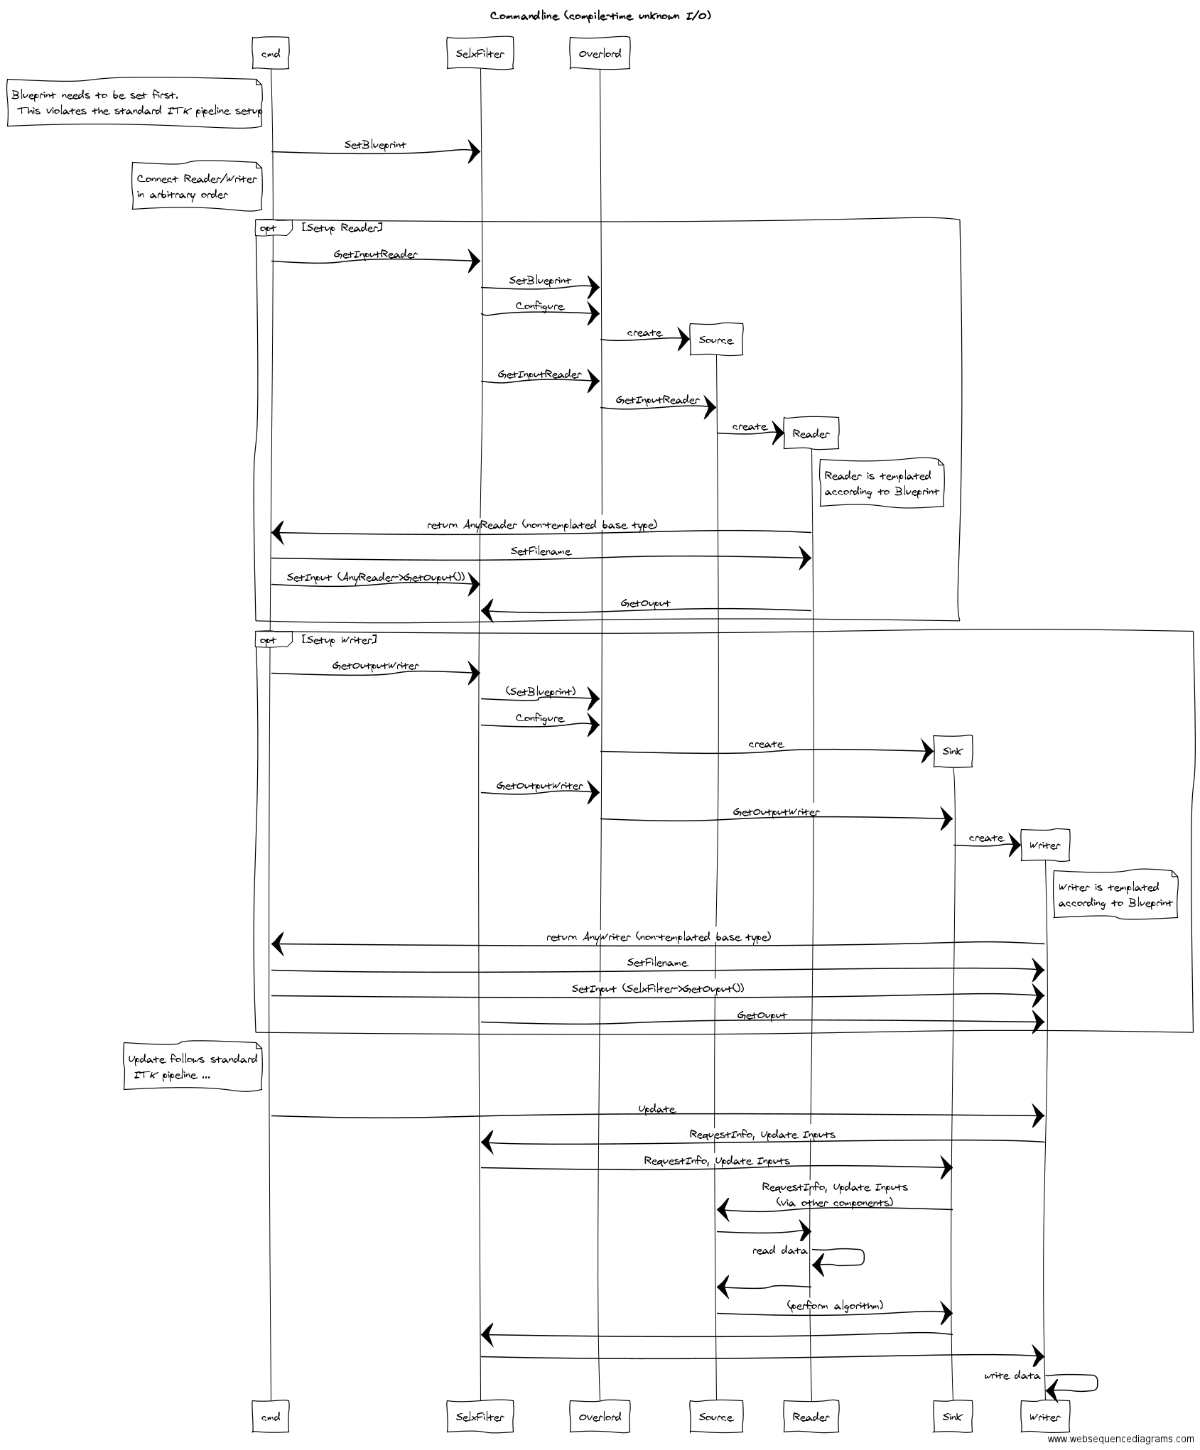 Commandline (compile-time unknown I/O)
cmd
SelxFilter
Overlord
Blueprint needs to be set first.
This violates the standard ITK pipeline setup
SetBlueprint
Connect Reader/Writer
in arbitrary order
opt
[Setup Reader]
GetInputReader
SetBlueprint
Configure
create
Source
GetInputReader
GetInputReader
create
Reader
Reader is templated
according to Blueprint
return AnyReader (non-templated base type)
SetFilename
SetInput (AnyReader->GetOuput())
GetOuput
opt
[Setup Writer]
GetOutputWriter
(SetBlueprint)
Configure
create
Sink
GetOutputWriter
GetOutputWriter
create
Writer
Writer is templated
according to Blueprint
return AnyWriter (non-templated base type)
SetFilename
SetInput (SelxFilter->GetOuput())
GetOuput
Update follows standard
ITK pipeline ...
Update
RequestInfo, Update Inputs
RequestInfo, Update Inputs
RequestInfo, Update Inputs
(via other components)
read data
(perform algorithm)
write data
cmd
SelxFilter
Overlord
Source
Reader
Sink
Writer
www.websequencediagrams.com